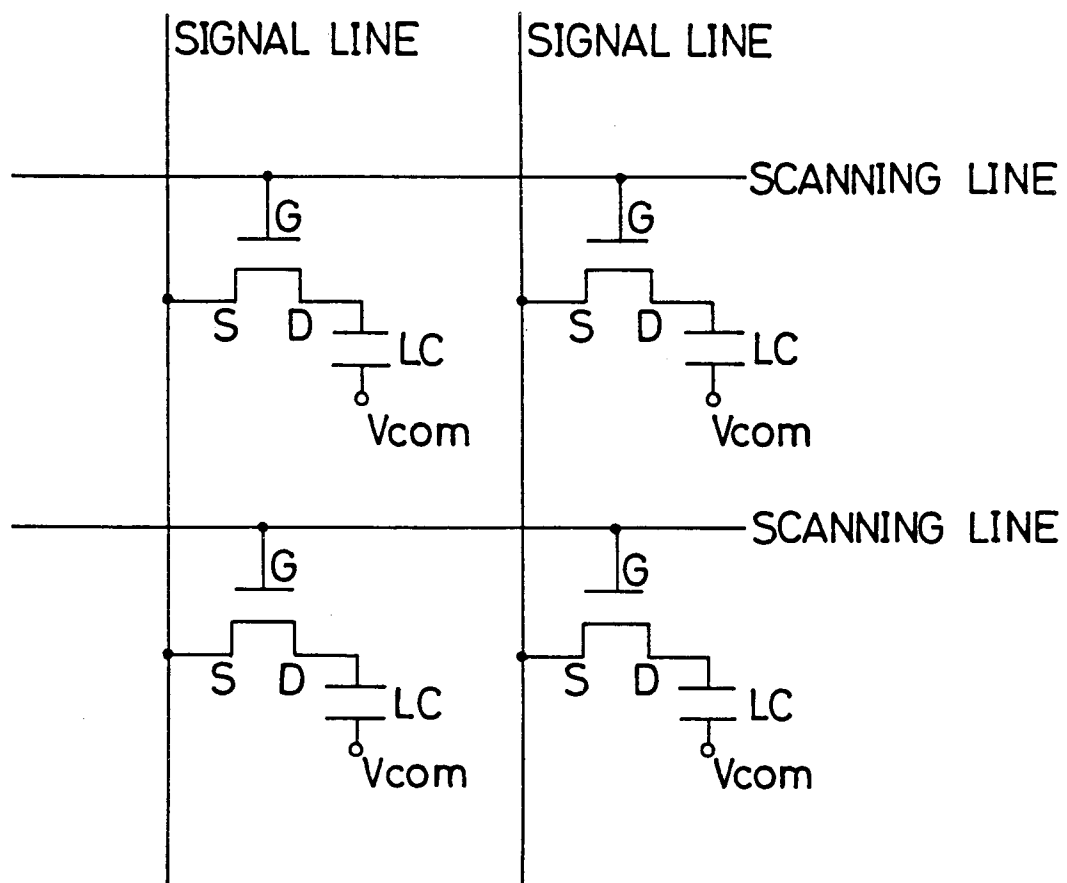 SIGNAL LINE SIGNAL LINE
SCANNING LINE
G G
S D S D
LC LC
Vcom Vcom
SCANNING LINE
G G
S D S D
LC LC
Vcom Vcom